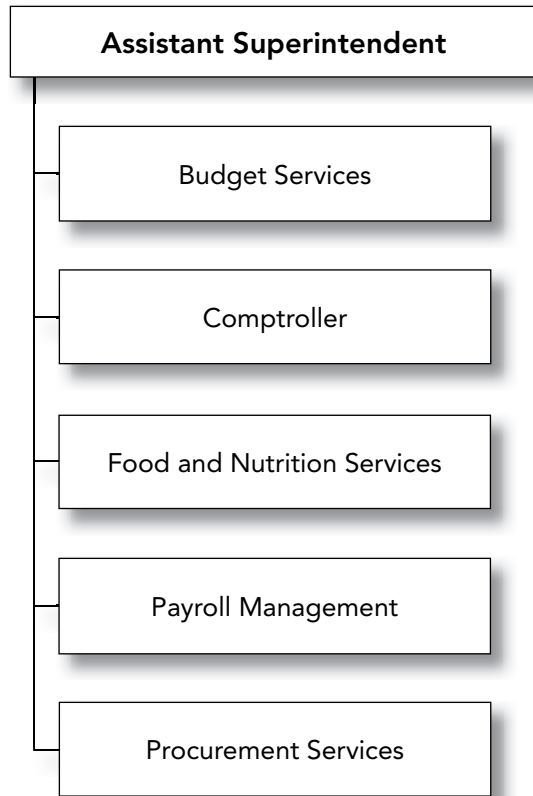 Assistant Superintendent
Budget Services
Comptroller
Food and Nutrition Services
Payroll Management
Procurement Services